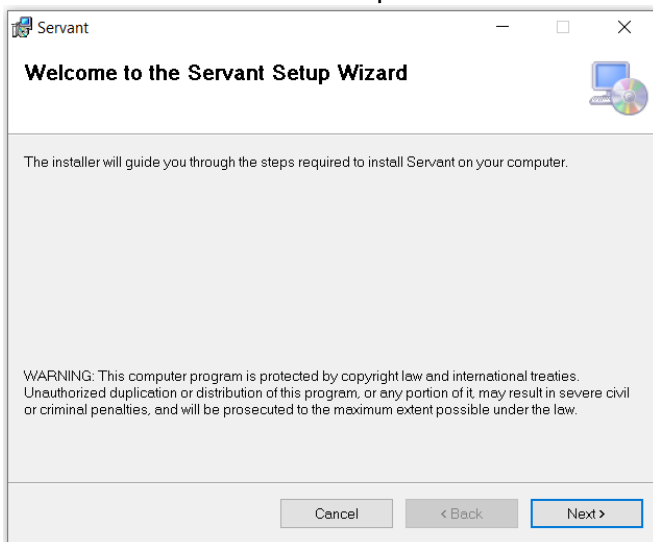 Servant
Welcome to the Servant Setup Wizard
The installer will guide you through the steps required to install Servant on your computer.
WARNING: This computer program is protected by copyright law and international treaties.
Unauthorized duplication or distribution of this program, or any portion of it, may result in severe civil
or criminal penalties, and will be prosecuted to the maximum extent possible under the law.
Cancel
< Back
Next >